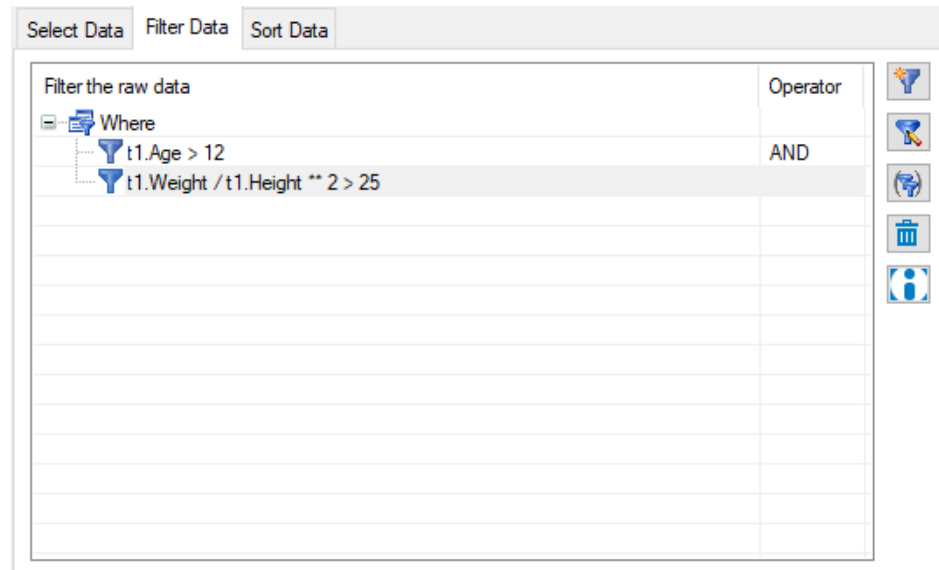 Select Data Filter Data Sort Data
Filter the raw data Operator
Where
t1.Age > 12 AND
t1.Weight / t1.Height ** 2 > 25